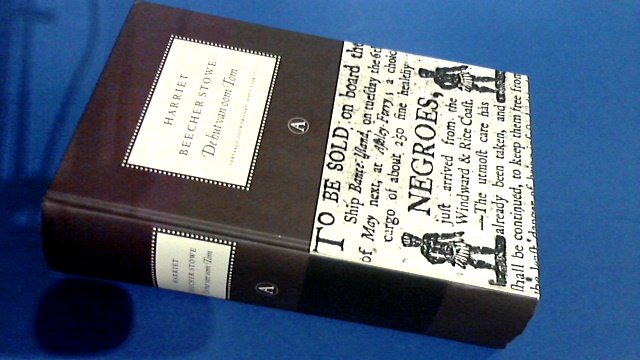 HARRIET
BEECHER STOWE
De hut van oom Tom
A
TO BE SOLD on board the
Ship Bance-Island, on tuesday the 6th
of May next, at Ashley-Ferry; a choice
cargo of about 250 fine healthy
NEGROES,
just arrived from the
Windward & Rice Coast.
—The utmost care has
already been taken, and
shall be continued, to keep them free from
HARRIET
BEECHER STOWE
De hut van oom Tom
A